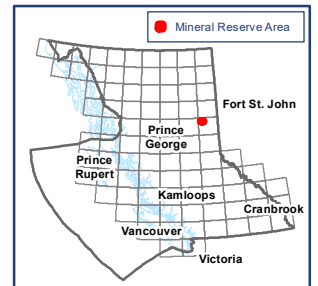 Mineral Reserve Area
Fort St. John
Prince
George
Prince
Rupert
Kamloops
Cranbrook
Vancouver
Victoria